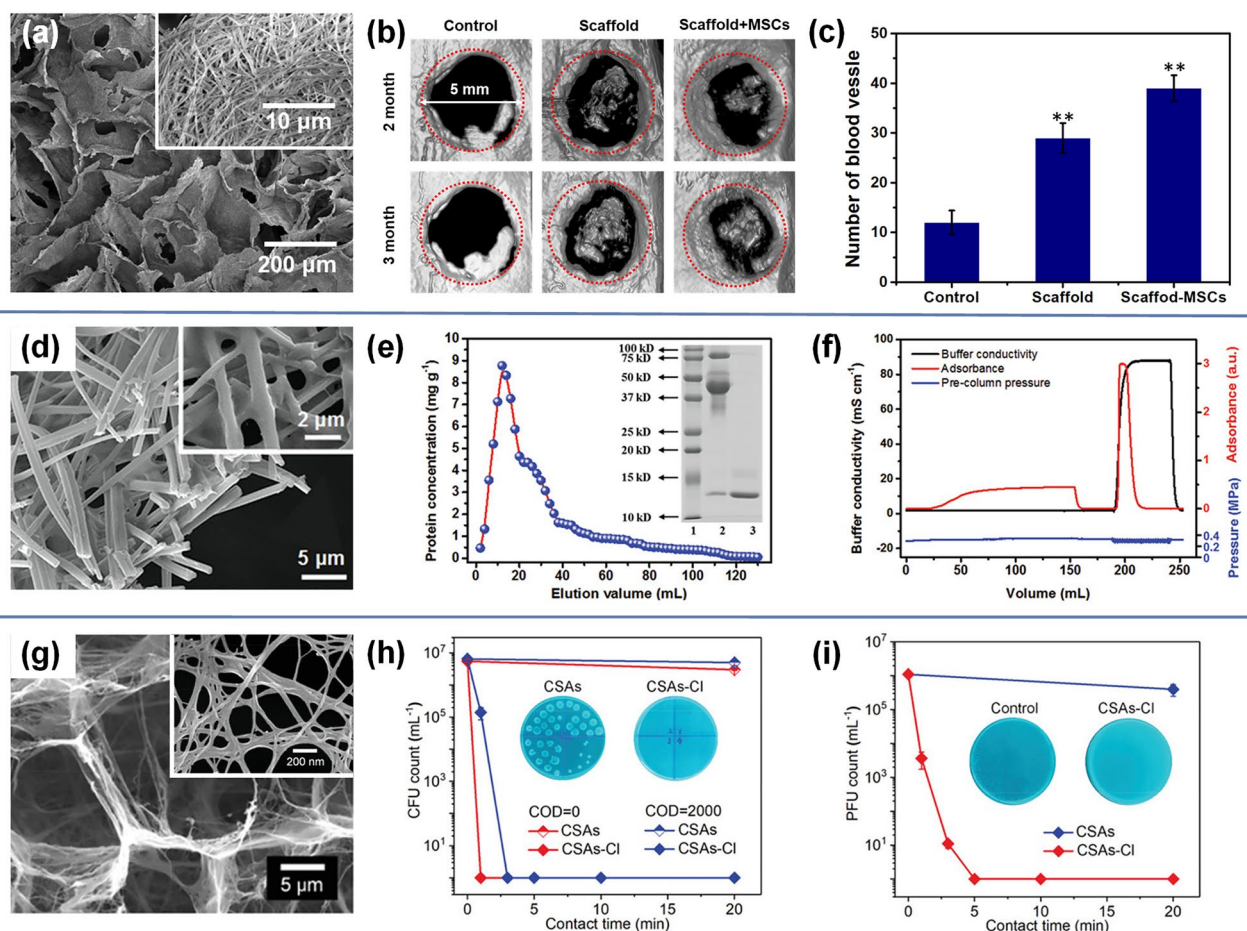 (a)
10 µm
200 µm
(b)
Control
Scaffold
Scaffold+MSCs
2 month
5 mm
3 month
(c)
Number of blood vessle
50
40
30
20
10
0
**
**
Control
Scaffold
Scaffod-MSCs
(d)
2 µm
5 µm
(e)
Protein concentration (mg g⁻¹)
10
9
8
7
6
5
4
3
2
1
0
100 kD
75 kD
50 kD
37 kD
25 kD
20 kD
15 kD
10 kD
1 2 3
0 20 40 60 80 100 120
Elution valume (mL)
(f)
Buffer conductivity (mS cm⁻¹)
100
80
60
40
20
0
-20
Buffer conductivity
Adsorbance
Pre-column pressure
3
2
1
0
Adsorbance (a.u.)
0.4
0.2
Pressure (MPa)
0 50 100 150 200 250
Volume (mL)
(g)
200 nm
5 µm
(h)
CFU count (mL⁻¹)
10⁷
10⁵
10³
10¹
CSAs
CSAs-Cl
COD=0
COD=2000
CSAs
CSAs
CSAs-Cl
CSAs-Cl
0 5 10 15 20
Contact time (min)
(i)
PFU count (mL⁻¹)
10⁷
10⁵
10³
10¹
Control
CSAs-Cl
CSAs
CSAs-Cl
0 5 10 15 20
Contact time (min)